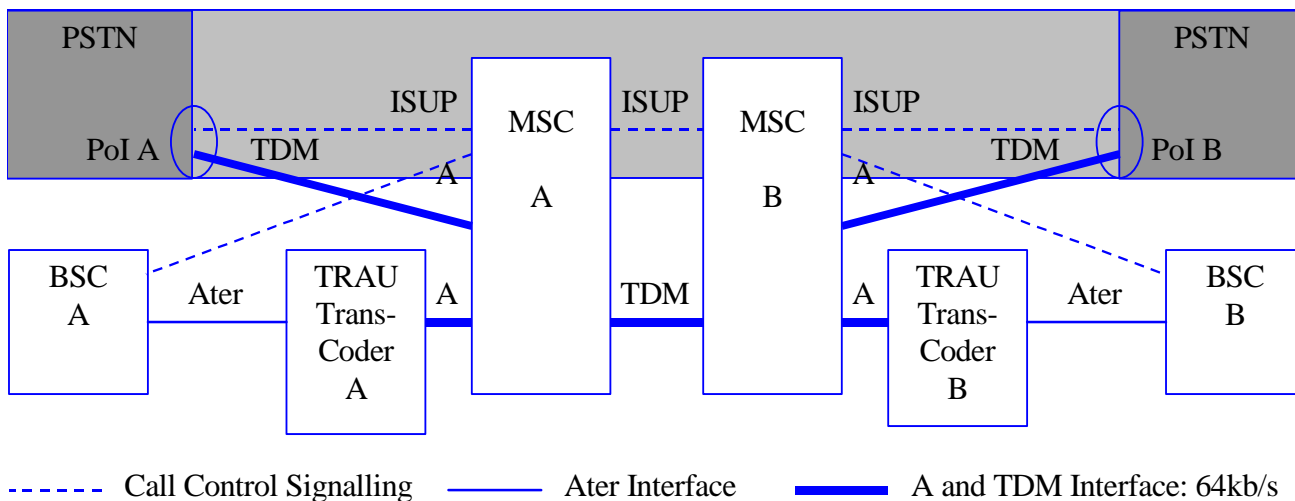 PSTN
PSTN
ISUP
ISUP
ISUP
MSC
A
MSC
B
PoI A
TDM
TDM
PoI B
A
A
BSC
A
Ater
TRAU
Trans-
Coder
A
A
TDM
A
TRAU
Trans-
Coder
B
Ater
BSC
B
Call Control Signalling
Ater Interface
A and TDM Interface: 64kb/s